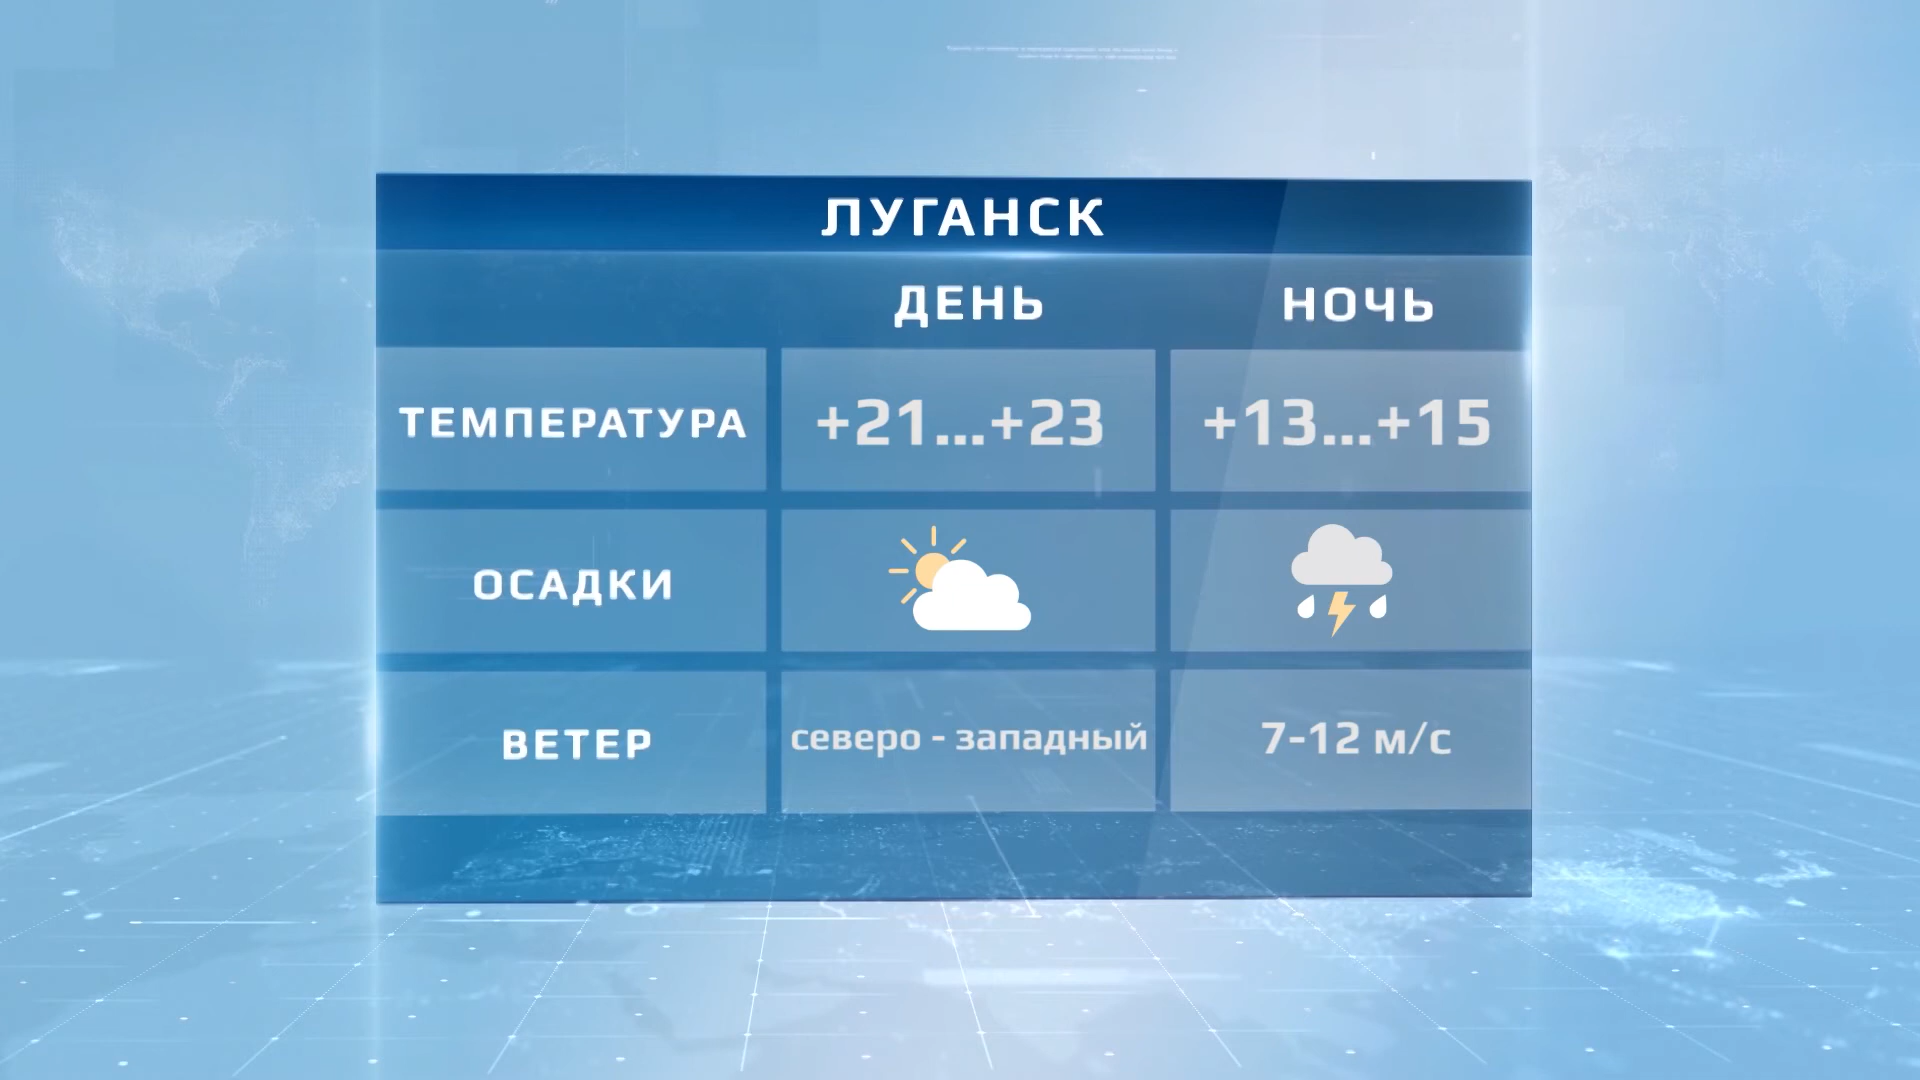 ЛУГАНСК
ДЕНЬ НОЧЬ
ТЕМПЕРАТУРА +21...+23 +13...+15
ОСАДКИ
ВЕТЕР северо - западный 7-12 м/с